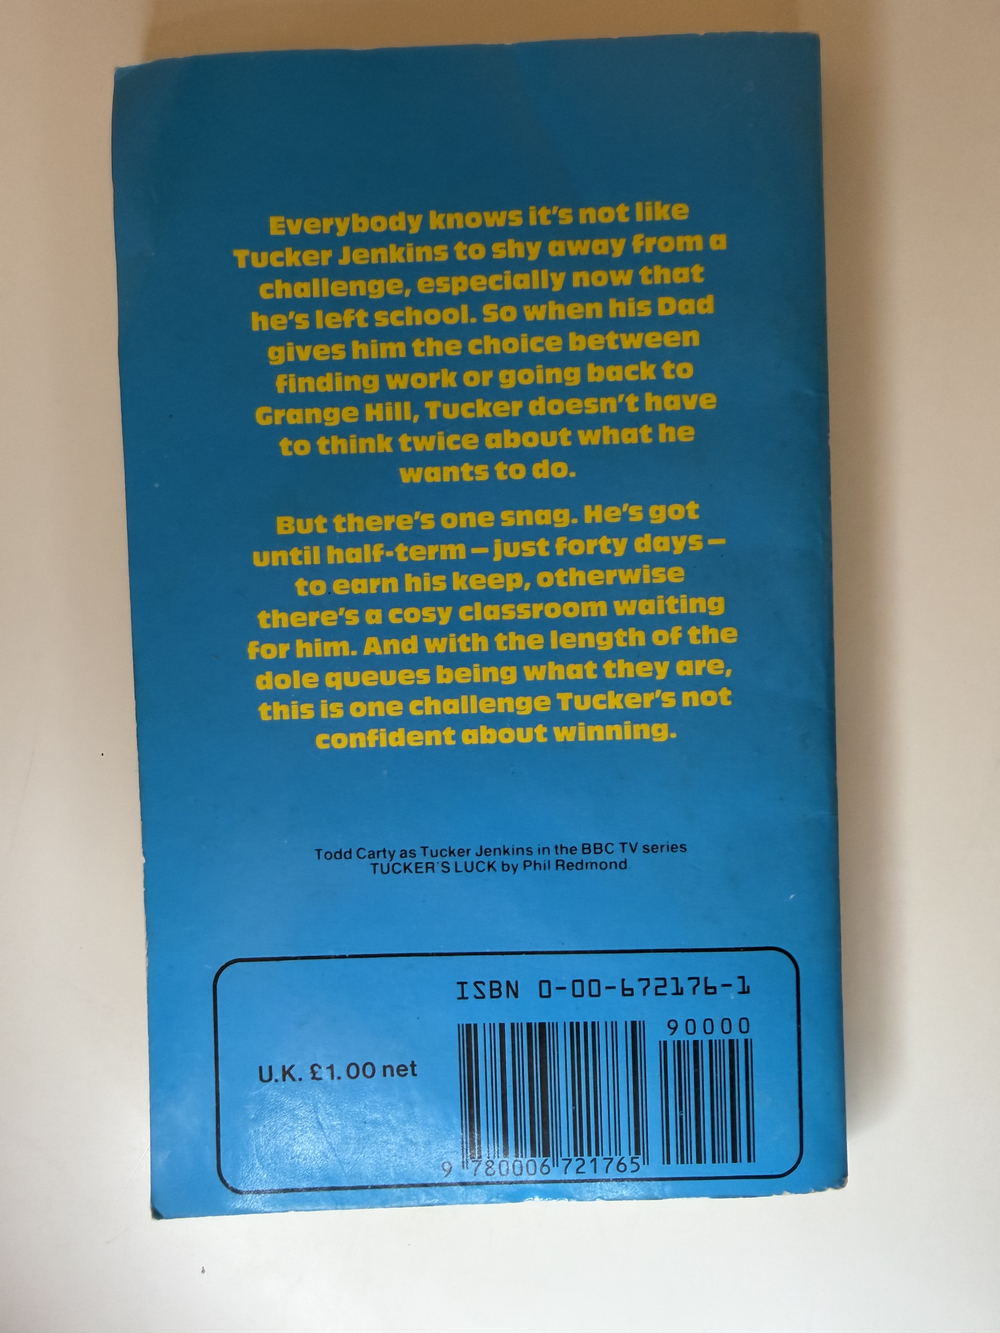 Everybody knows it's not like
Tucker Jenkins to shy away from a
challenge, especially now that
he's left school. So when his Dad
gives him the choice between
finding work or going back to
Grange Hill, Tucker doesn't have
to think twice about what he
wants to do.
But there's one snag. He's got
until half-term – just forty days –
to earn his keep, otherwise
there's a cosy classroom waiting
for him. And with the length of the
dole queues being what they are,
this is one challenge Tucker's not
confident about winning.
Todd Carty as Tucker Jenkins in the BBC TV series
TUCKER'S LUCK by Phil Redmond
ISBN 0-00-672176-1
90000
U.K. £1.00 net
9 780006 721765